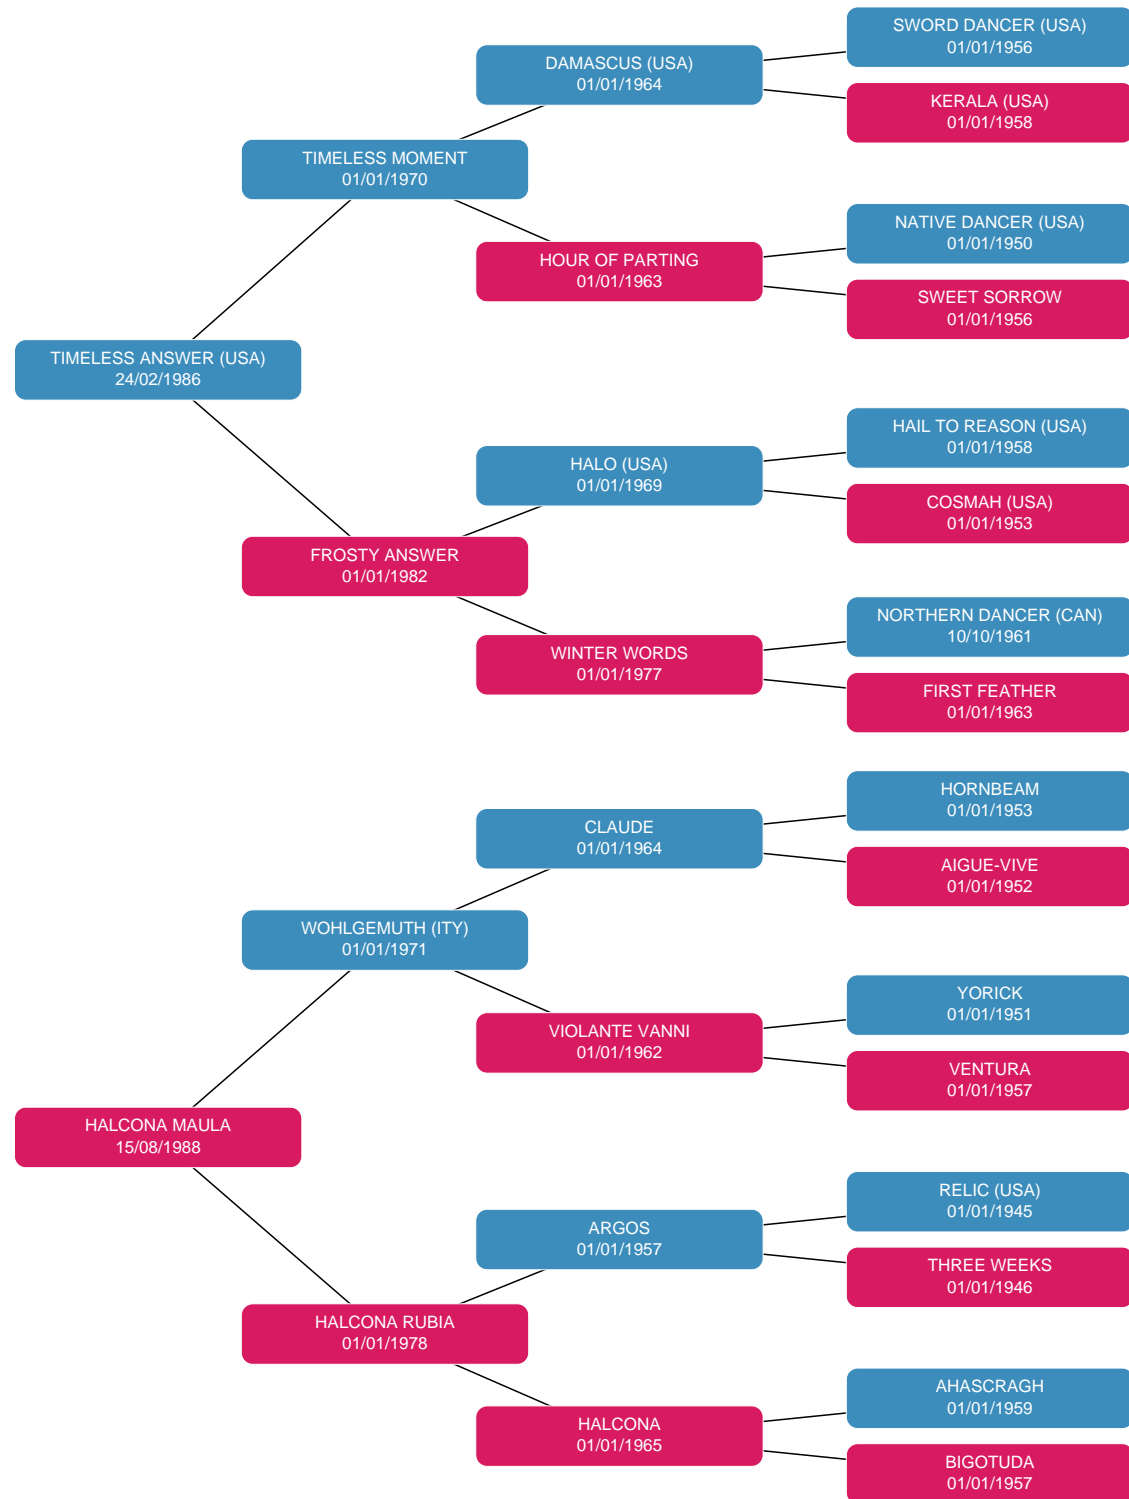 SWORD DANCER (USA)
01/01/1956
DAMASCUS (USA)
01/01/1964
KERALA (USA)
01/01/1958
TIMELESS MOMENT
01/01/1970
NATIVE DANCER (USA)
01/01/1950
HOUR OF PARTING
01/01/1963
SWEET SORROW
01/01/1956
TIMELESS ANSWER (USA)
24/02/1986
HAIL TO REASON (USA)
01/01/1958
HALO (USA)
01/01/1969
COSMAH (USA)
01/01/1953
FROSTY ANSWER
01/01/1982
NORTHERN DANCER (CAN)
10/10/1961
WINTER WORDS
01/01/1977
FIRST FEATHER
01/01/1963
HORNBEAM
01/01/1953
CLAUDE
01/01/1964
AIGUE-VIVE
01/01/1952
WOHLGEMUTH (ITY)
01/01/1971
YORICK
01/01/1951
VIOLANTE VANNI
01/01/1962
VENTURA
01/01/1957
HALCONA MAULA
15/08/1988
RELIC (USA)
01/01/1945
ARGOS
01/01/1957
THREE WEEKS
01/01/1946
HALCONA RUBIA
01/01/1978
AHASCRAGH
01/01/1959
HALCONA
01/01/1965
BIGOTUDA
01/01/1957